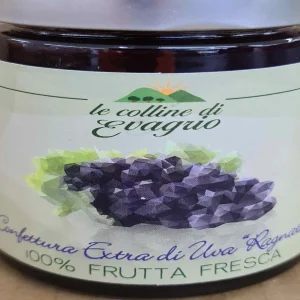 le colline di
Evagrio
Confettura Extra di Uva
100% FRUTTA FRESCA